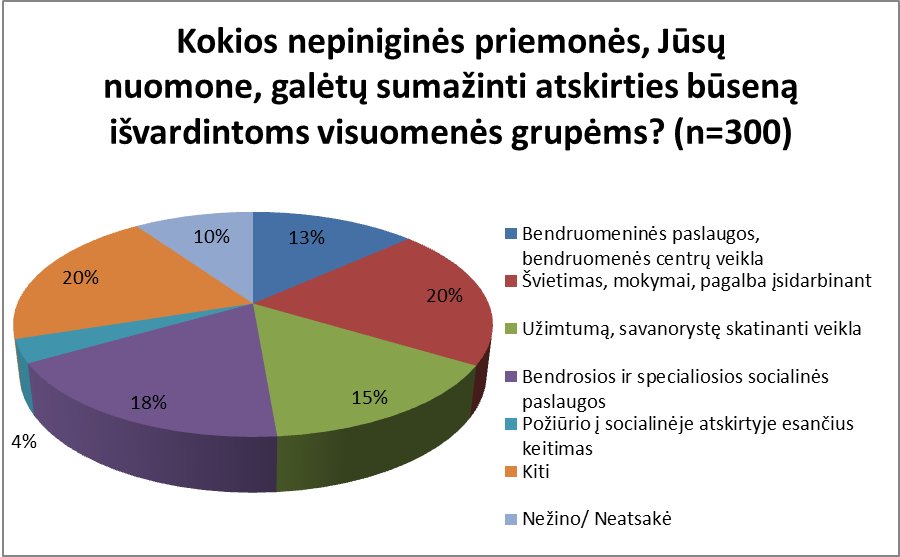 Kokios nepiniginės priemonės, Jūsų
nuomone, galėtų sumažinti atskirties būseną
išvardintoms visuomenės grupėms? (n=300)
10%
13%
20%
20%
15%
18%
4%
Bendruomeninės paslaugos,
bendruomenės centrų veikla
Švietimas, mokymai, pagalba įsidarbinant
Užimtumą, savanorystę skatinanti veikla
Bendrosios ir specialiosios socialinės
paslaugos
Požiūrio į socialinėje atskirtyje esančius
keitimas
Kiti
Nežino/ Neatsakė